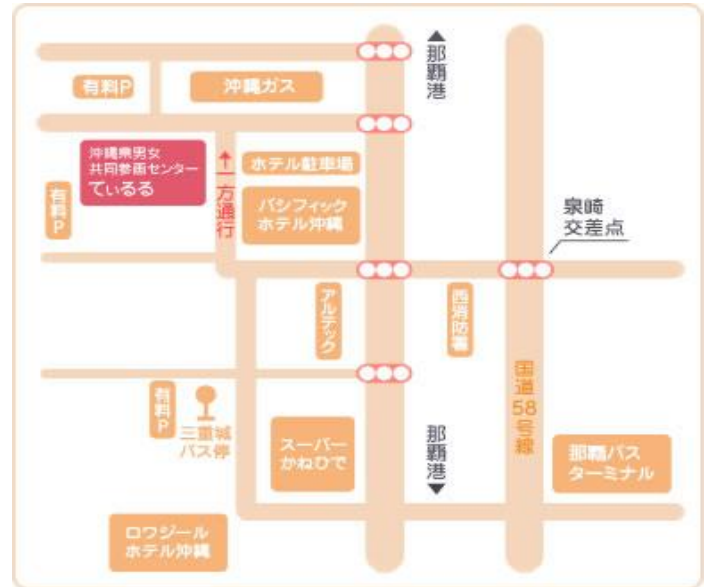 ▲那覇港
有料P
沖縄ガス
沖縄県男女
共同参画センター
ているる
↑一方通行
ホテル駐車場
パシフィック
ホテル沖縄
有料P
泉崎
交差点
アルテック
西消防署
国道58号線
有料P
三重城
バス停
スーパー
かねひで
那覇港▼
那覇バス
ターミナル
ロワジール
ホテル沖縄